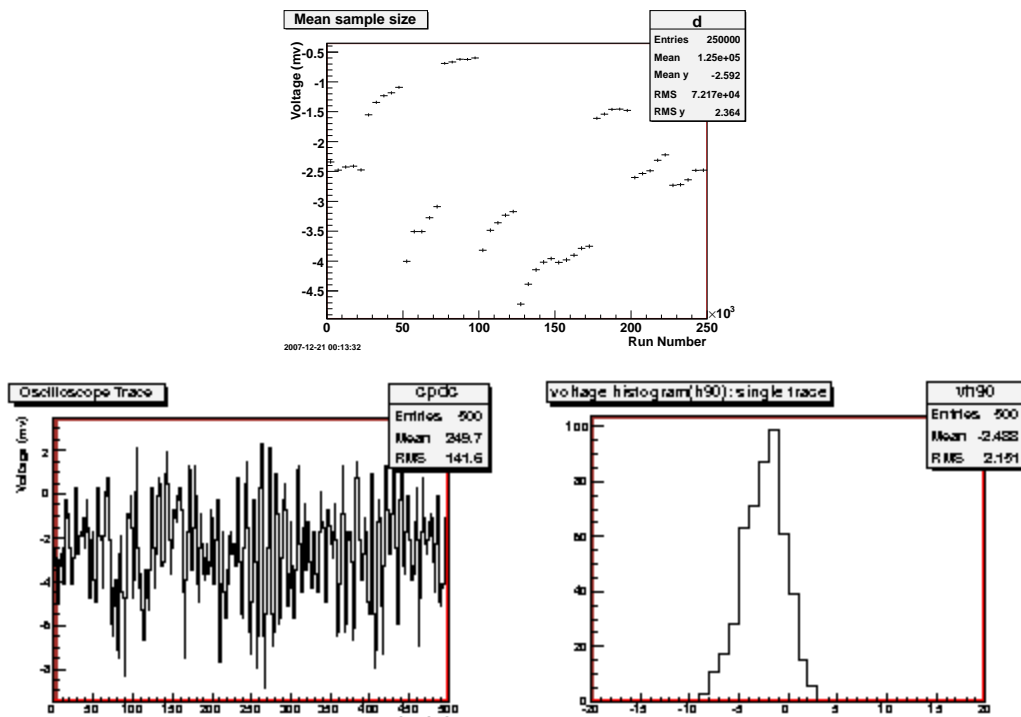 Mean sample size
d
Entries 250000
Mean 1.25e+05
Mean y -2.592
RMS 7.217e+04
RMS y 2.364
Voltage (mv)
-0.5
-1
-1.5
-2
-2.5
-3
-3.5
-4
-4.5
0 50 100 150 200 250
×10³
Run Number
2007-12-21 00:13:32
Oscilloscope Trace
cpdc
Entries 500
Mean 249.7
RMS 141.6
Voltage (mv)
2
0
-2
-4
-6
-8
0 50 100 150 200 250 300 350 400 450 500
voltage histogram(h90): single trace
vh90
Entries 500
Mean -2.488
RMS 2.151
100
80
60
40
20
0
-20 -15 -10 -5 0 5 10 15 20